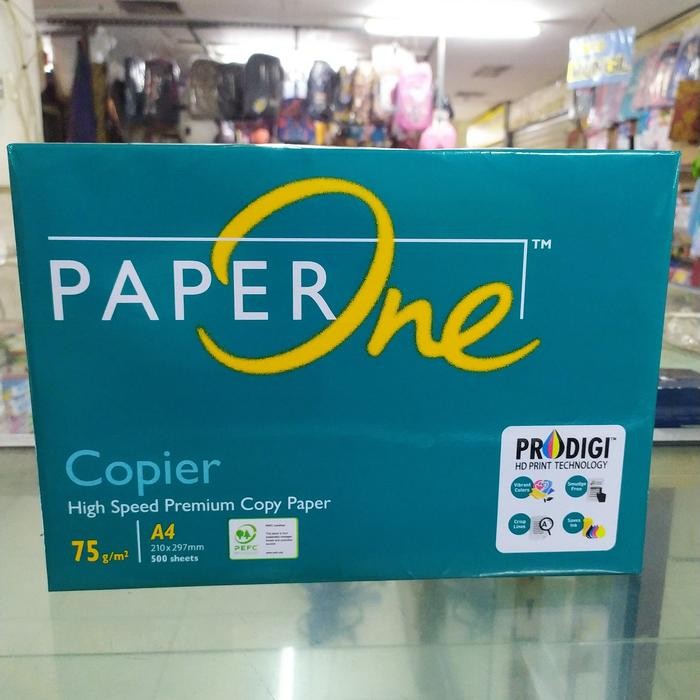 PAPER One™
Copier
High Speed Premium Copy Paper
75 g/m²
A4
210x297mm
500 sheets
PEFC
PRODIGI™
HD PRINT TECHNOLOGY
Vibrant Colors
Smudge Free
Crisp Lines
A
Saves Ink